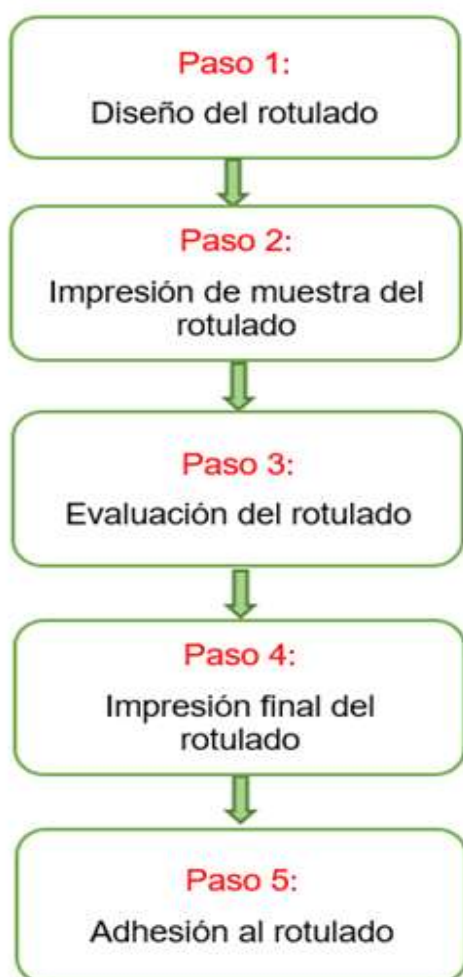 Paso 1:
Diseño del rotulado
Paso 2:
Impresión de muestra del
rotulado
Paso 3:
Evaluación del rotulado
Paso 4:
Impresión final del
rotulado
Paso 5:
Adhesión al rotulado